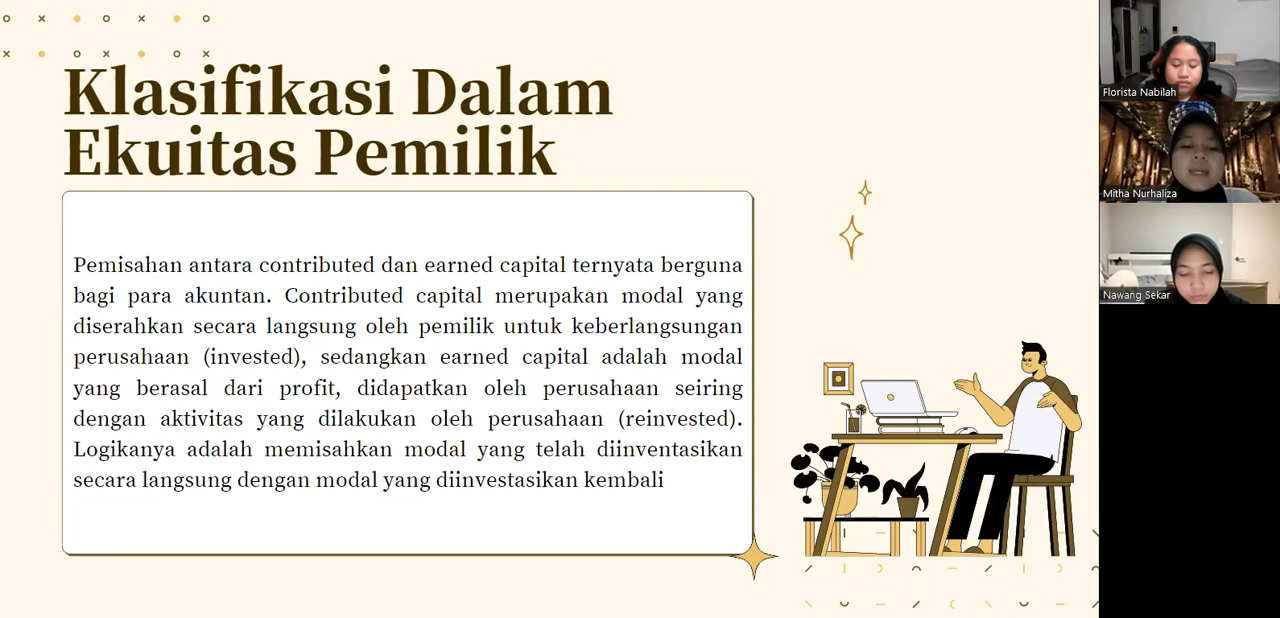 Klasifikasi Dalam
Ekuitas Pemilik
Pemisahan antara contributed dan earned capital ternyata berguna
bagi para akuntan. Contributed capital merupakan modal yang
diserahkan secara langsung oleh pemilik untuk keberlangsungan
perusahaan (invested), sedangkan earned capital adalah modal
yang berasal dari profit, didapatkan oleh perusahaan seiring
dengan aktivitas yang dilakukan oleh perusahaan (reinvested).
Logikanya adalah memisahkan modal yang telah diinventasikan
secara langsung dengan modal yang diinvestasikan kembali
Florista Nabilah
Mitha Nurhaliza
Nawang Sekar